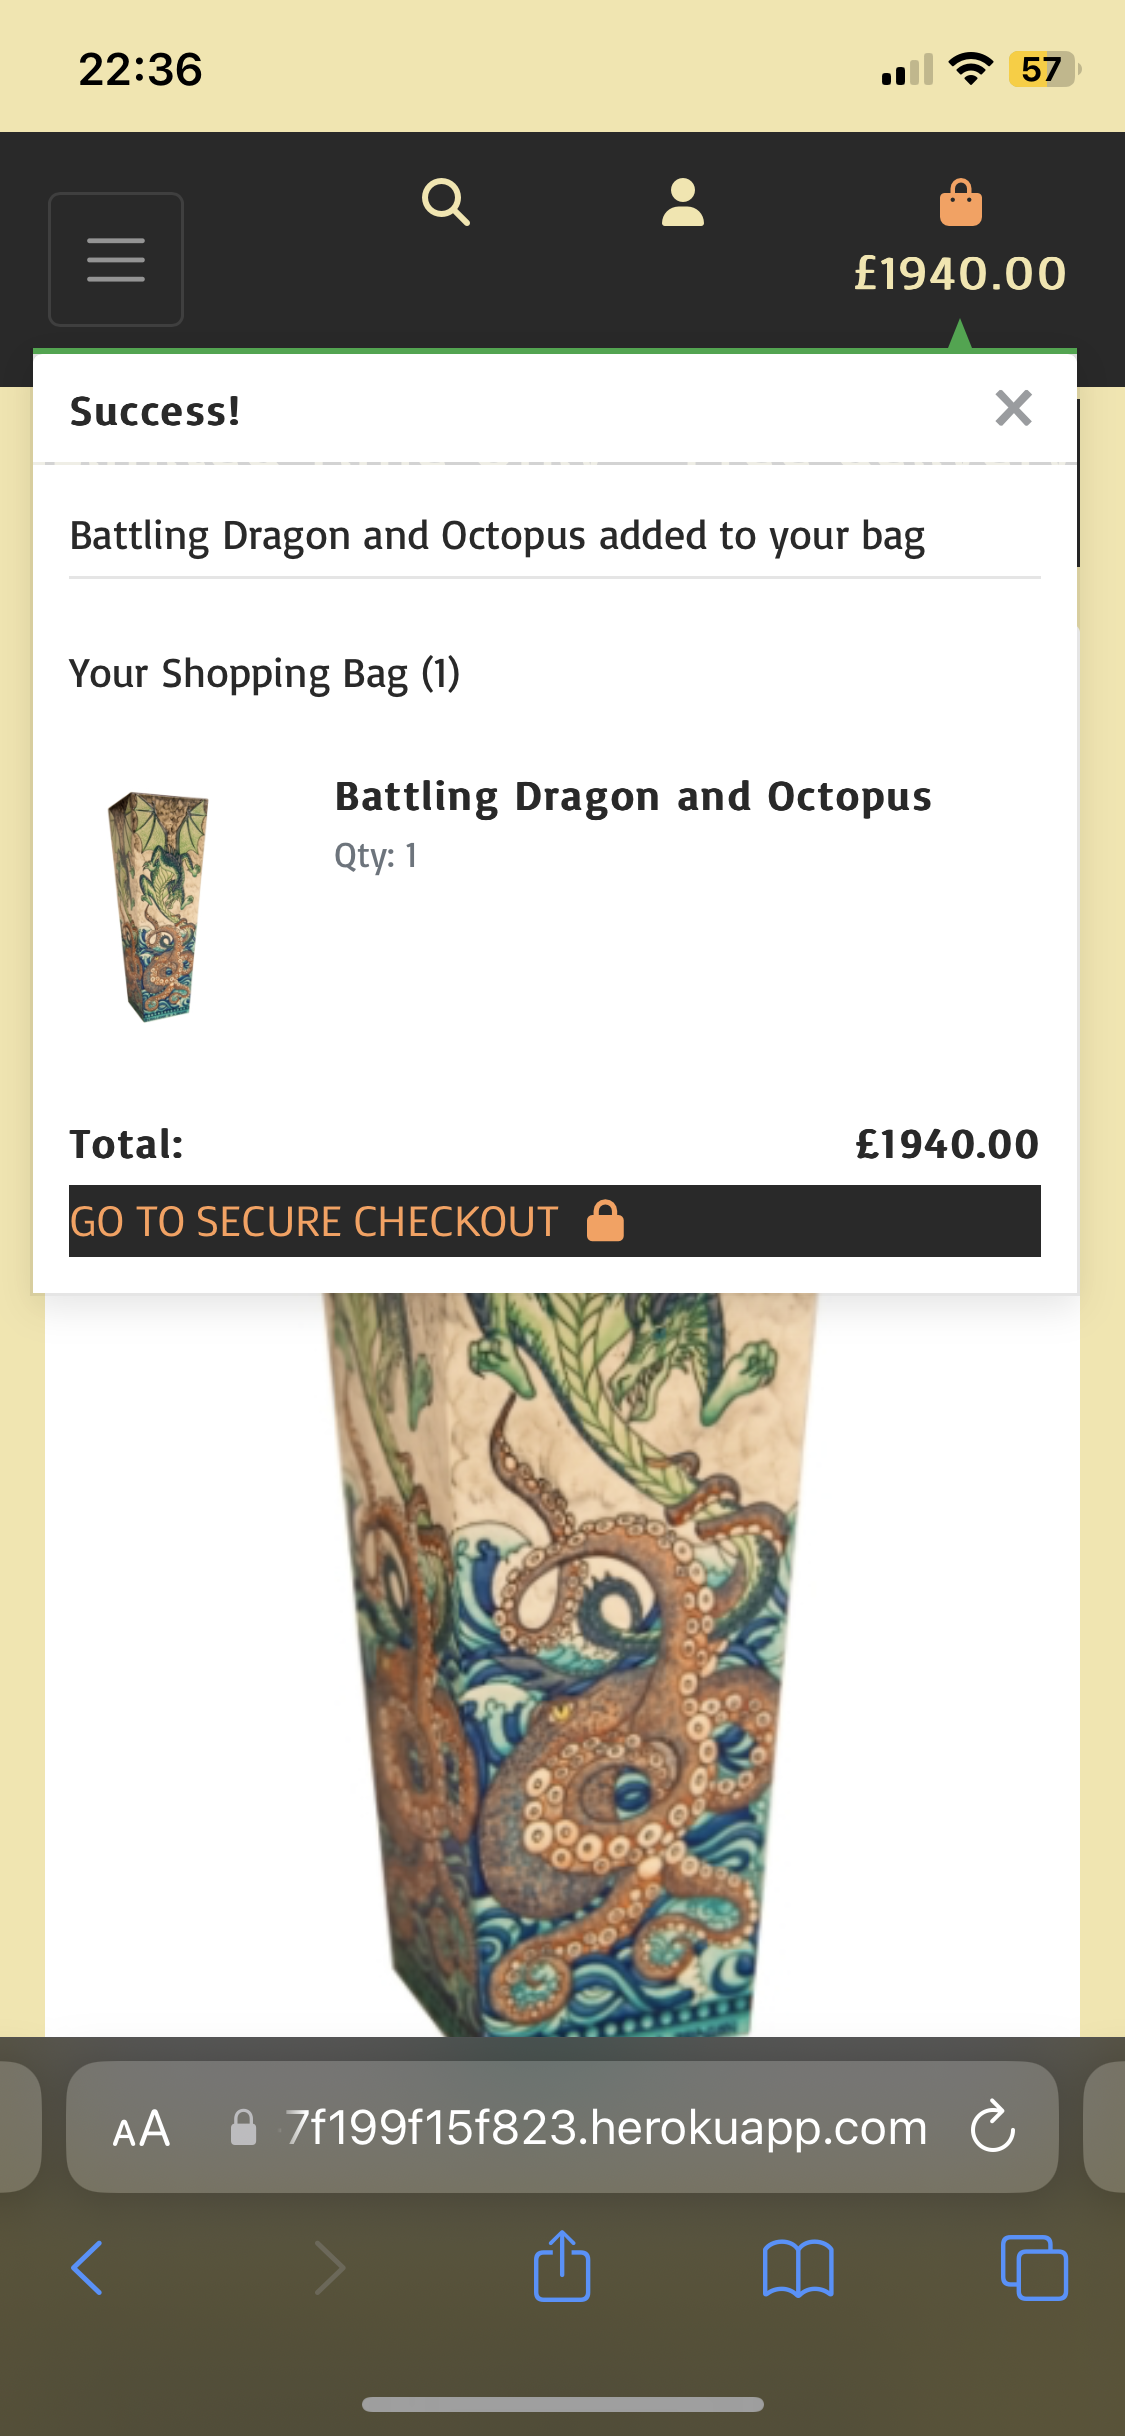 22:36
57
£1940.00
Success!
Battling Dragon and Octopus added to your bag
Your Shopping Bag (1)
Battling Dragon and Octopus
Qty: 1
Total: £1940.00
GO TO SECURE CHECKOUT
AA 7f199f15f823.herokuapp.com